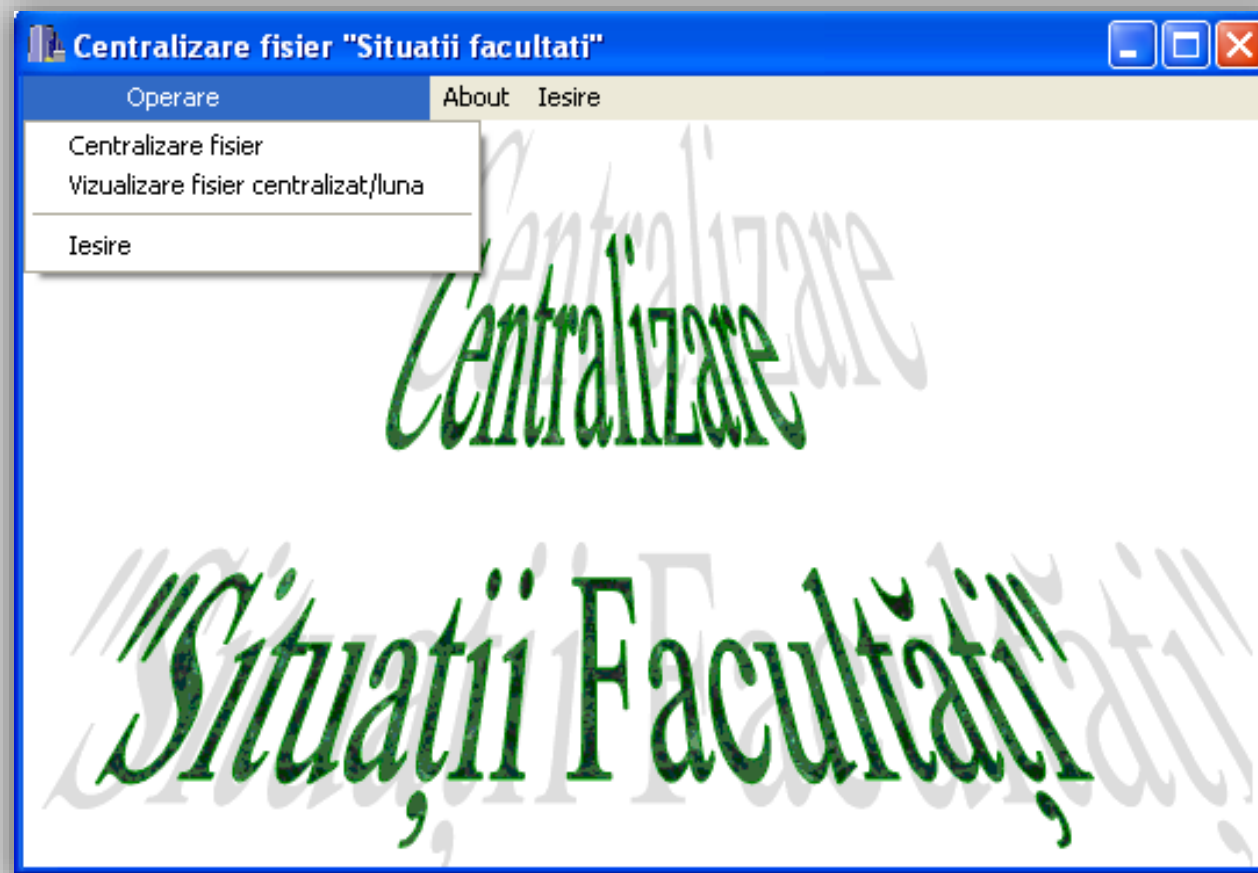 Centralizare fisier "Situatii facultati"
Operare About Iesire
Centralizare fisier
Vizualizare fisier centralizat/luna
Iesire
Centralizare
"Situații Facultăți"